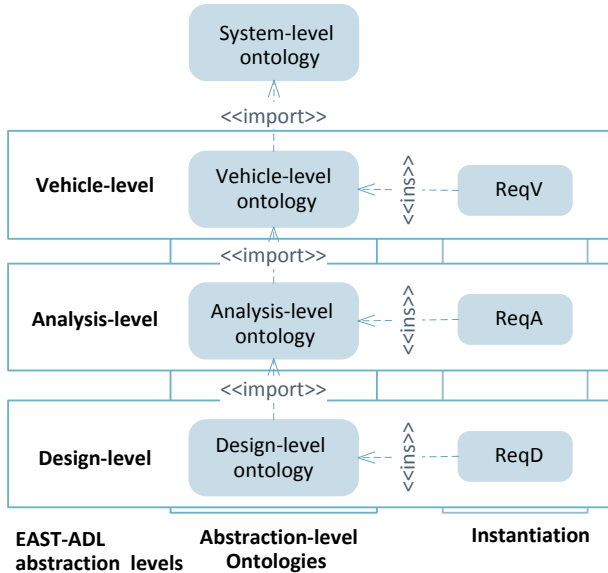 System-level
ontology
<<import>>
Vehicle-level
Vehicle-level
ontology
<<ins>>
ReqV
<<import>>
Analysis-level
Analysis-level
ontology
<<ins>>
ReqA
<<import>>
Design-level
Design-level
ontology
<<ins>>
ReqD
EAST-ADL
abstraction levels
Abstraction-level
Ontologies
Instantiation